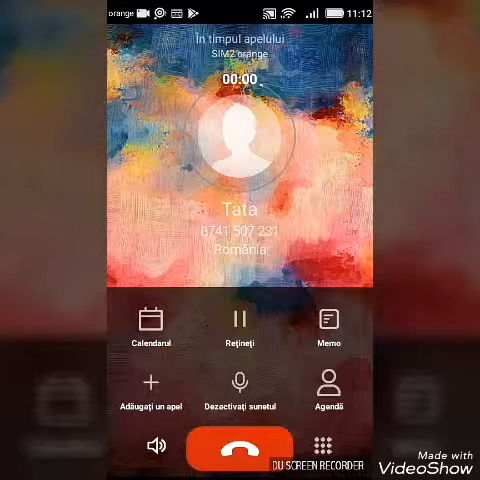 orange 11:12
În timpul apelului
SIM2 orange
00:00
Tata
0741 507 231
România
Calendarul Rețineți Memo
Adăugați un apel Dezactivați sunetul Agendă
DU SCREEN RECORDER
Made with
VideoShow